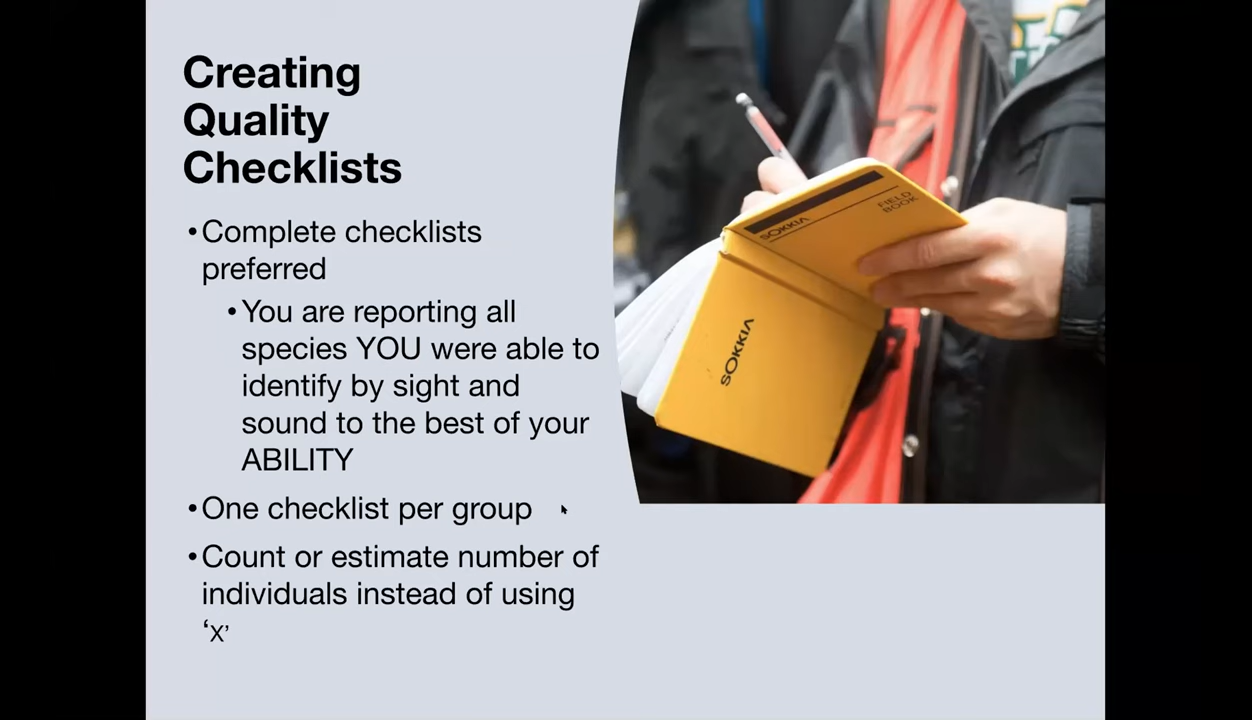 Creating
Quality
Checklists
•Complete checklists
preferred
•You are reporting all
species YOU were able to
identify by sight and
sound to the best of your
ABILITY
•One checklist per group
•Count or estimate number of
individuals instead of using
‘x’
SOKKIA
FIELD
BOOK
SOKKIA